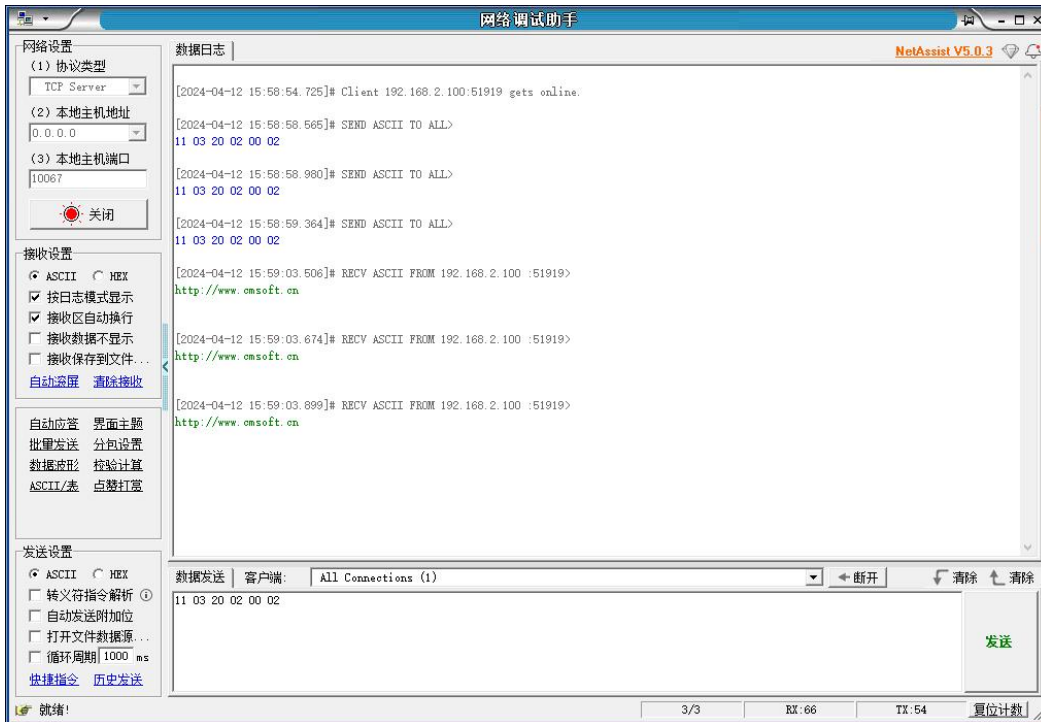 网络调试助手
网络设置
(1) 协议类型
TCP Server
(2) 本地主机地址
0.0.0.0
(3) 本地主机端口
10067
关闭
接收设置
ASCII HEX
按日志模式显示
接收区自动换行
接收数据不显示
接收保存到文件...
自动滚屏 清除接收
自动应答 界面主题
批量发送 分包设置
数据波形 校验计算
ASCII/表 点赞打赏
发送设置
ASCII HEX
转义符指令解析
自动发送附加位
打开文件数据源...
循环周期 1000 ms
快捷指令 历史发送
数据日志 NetAssist V5.0.3
[2024-04-12 15:58:54.725]# Client 192.168.2.100:51919 gets online.
[2024-04-12 15:58:58.565]# SEND ASCII TO ALL>
11 03 20 02 00 02
[2024-04-12 15:58:58.980]# SEND ASCII TO ALL>
11 03 20 02 00 02
[2024-04-12 15:58:59.364]# SEND ASCII TO ALL>
11 03 20 02 00 02
[2024-04-12 15:59:03.506]# RECV ASCII FROM 192.168.2.100 :51919>
http://www.cmsoft.cn
[2024-04-12 15:59:03.674]# RECV ASCII FROM 192.168.2.100 :51919>
http://www.cmsoft.cn
[2024-04-12 15:59:03.899]# RECV ASCII FROM 192.168.2.100 :51919>
http://www.cmsoft.cn
数据发送 客户端: All Connections (1) 断开 清除 清除
11 03 20 02 00 02
发送
就绪! 3/3 RX:66 TX:54 复位计数